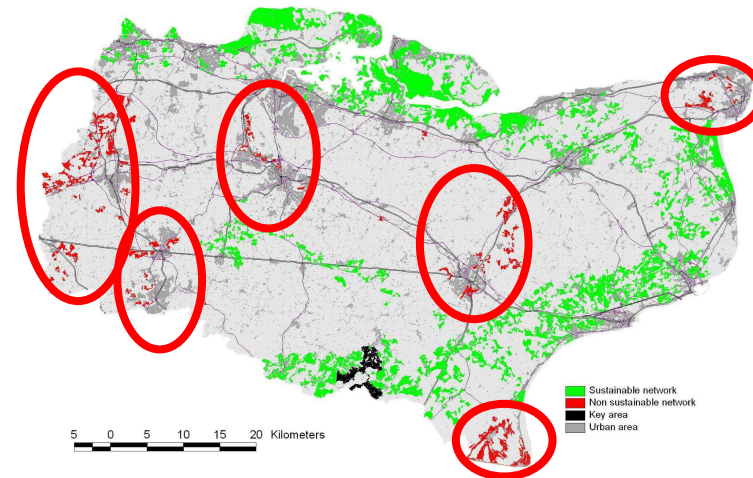 Sustainable network
Non sustainable network
Key area
Urban area
5 0 5 10 15 20 Kilometers